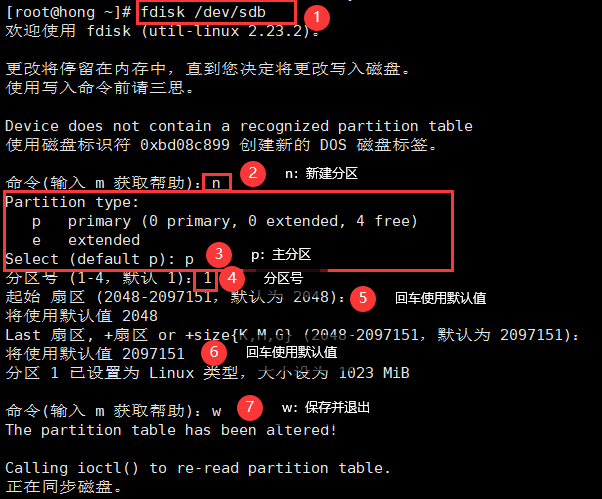 [root@hong ~]# fdisk /dev/sdb 1
欢迎使用 fdisk (util-linux 2.23.2)。
更改将停留在内存中，直到您决定将更改写入磁盘。
使用写入命令前请三思。
Device does not contain a recognized partition table
使用磁盘标识符 0xbd08c899 创建新的 DOS 磁盘标签。
命令(输入 m 获取帮助)：n 2 n: 新建分区
Partition type:
p   primary (0 primary, 0 extended, 4 free)
e   extended
Select (default p): p 3 p: 主分区
分区号 (1-4，默认 1)：1 4 分区号
起始 扇区 (2048-2097151，默认为 2048)： 5 回车使用默认值
将使用默认值 2048
Last 扇区, +扇区 or +size{K,M,G} (2048-2097151，默认为 2097151)：
将使用默认值 2097151 6 回车使用默认值
分区 1 已设置为 Linux 类型，大小设为 1023 MiB
命令(输入 m 获取帮助)：w 7 w: 保存并退出
The partition table has been altered!
Calling ioctl() to re-read partition table.
正在同步磁盘。